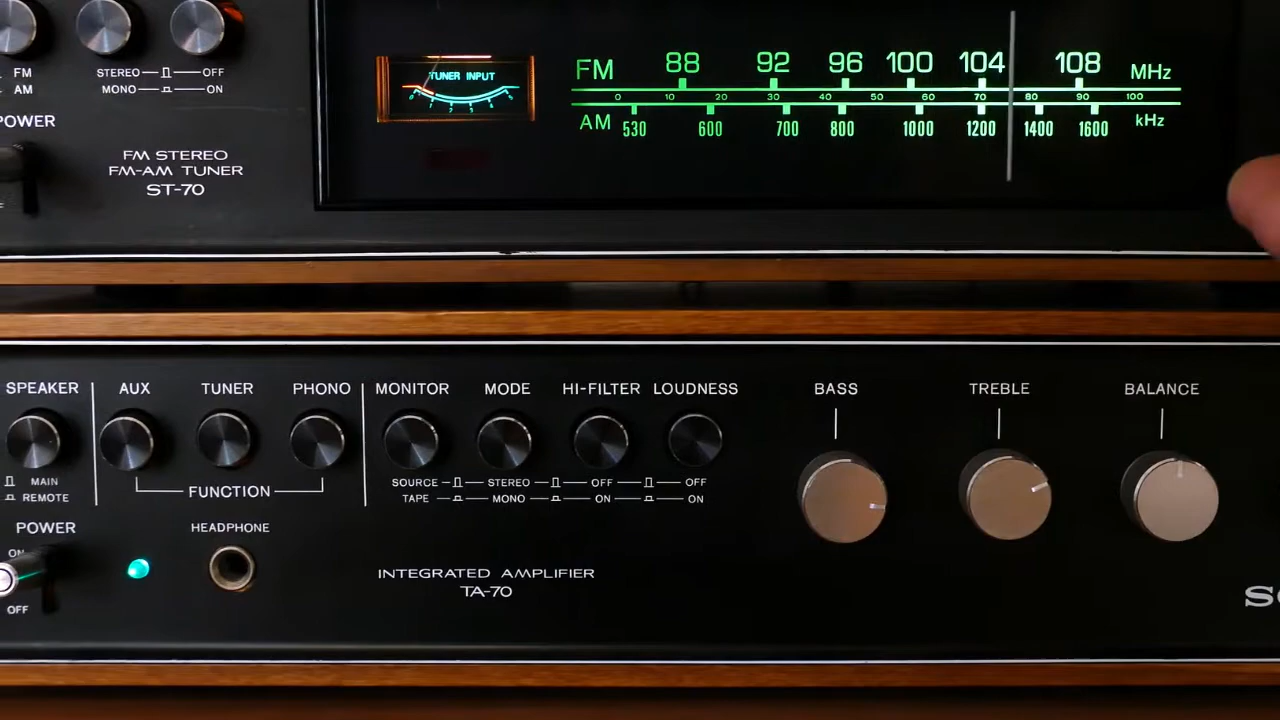 FM
AM
STEREO OFF
MONO ON
POWER
FM STEREO
FM-AM TUNER
ST-70
TUNER INPUT
FM 88 92 96 100 104 108 MHz
0 10 20 30 40 50 60 70 80 90 100
AM 530 600 700 800 1000 1200 1400 1600 kHz
SPEAKER AUX TUNER PHONO MONITOR MODE HI-FILTER LOUDNESS BASS TREBLE BALANCE
MAIN
REMOTE
FUNCTION
SOURCE STEREO OFF OFF
TAPE MONO ON ON
POWER
ON
OFF
HEADPHONE
INTEGRATED AMPLIFIER
TA-70